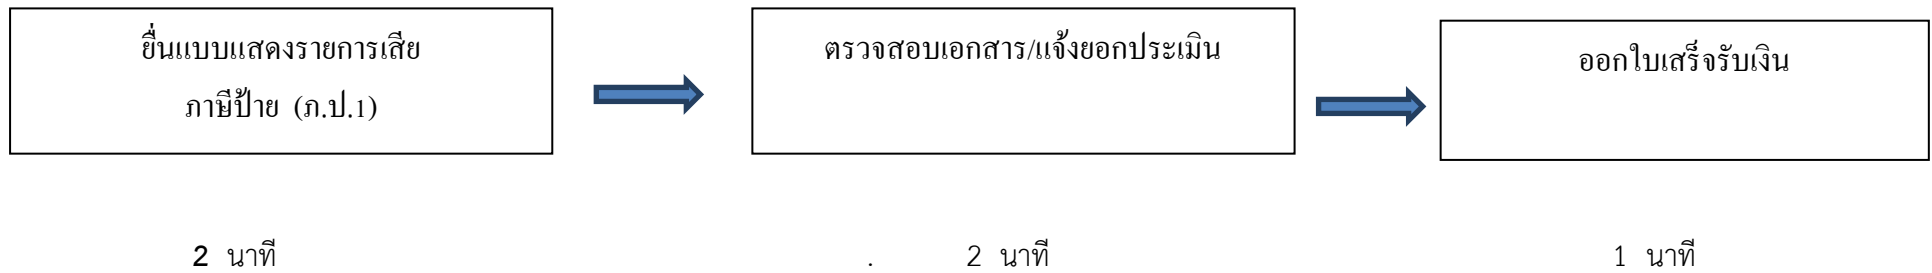 ยื่นแบบแสดงรายการเสีย
ภาษีป้าย (ภ.ป.1)
ตรวจสอบเอกสาร/แจ้งยอกประเมิน
ออกใบเสร็จรับเงิน
2 นาที
. 2 นาที
1 นาที